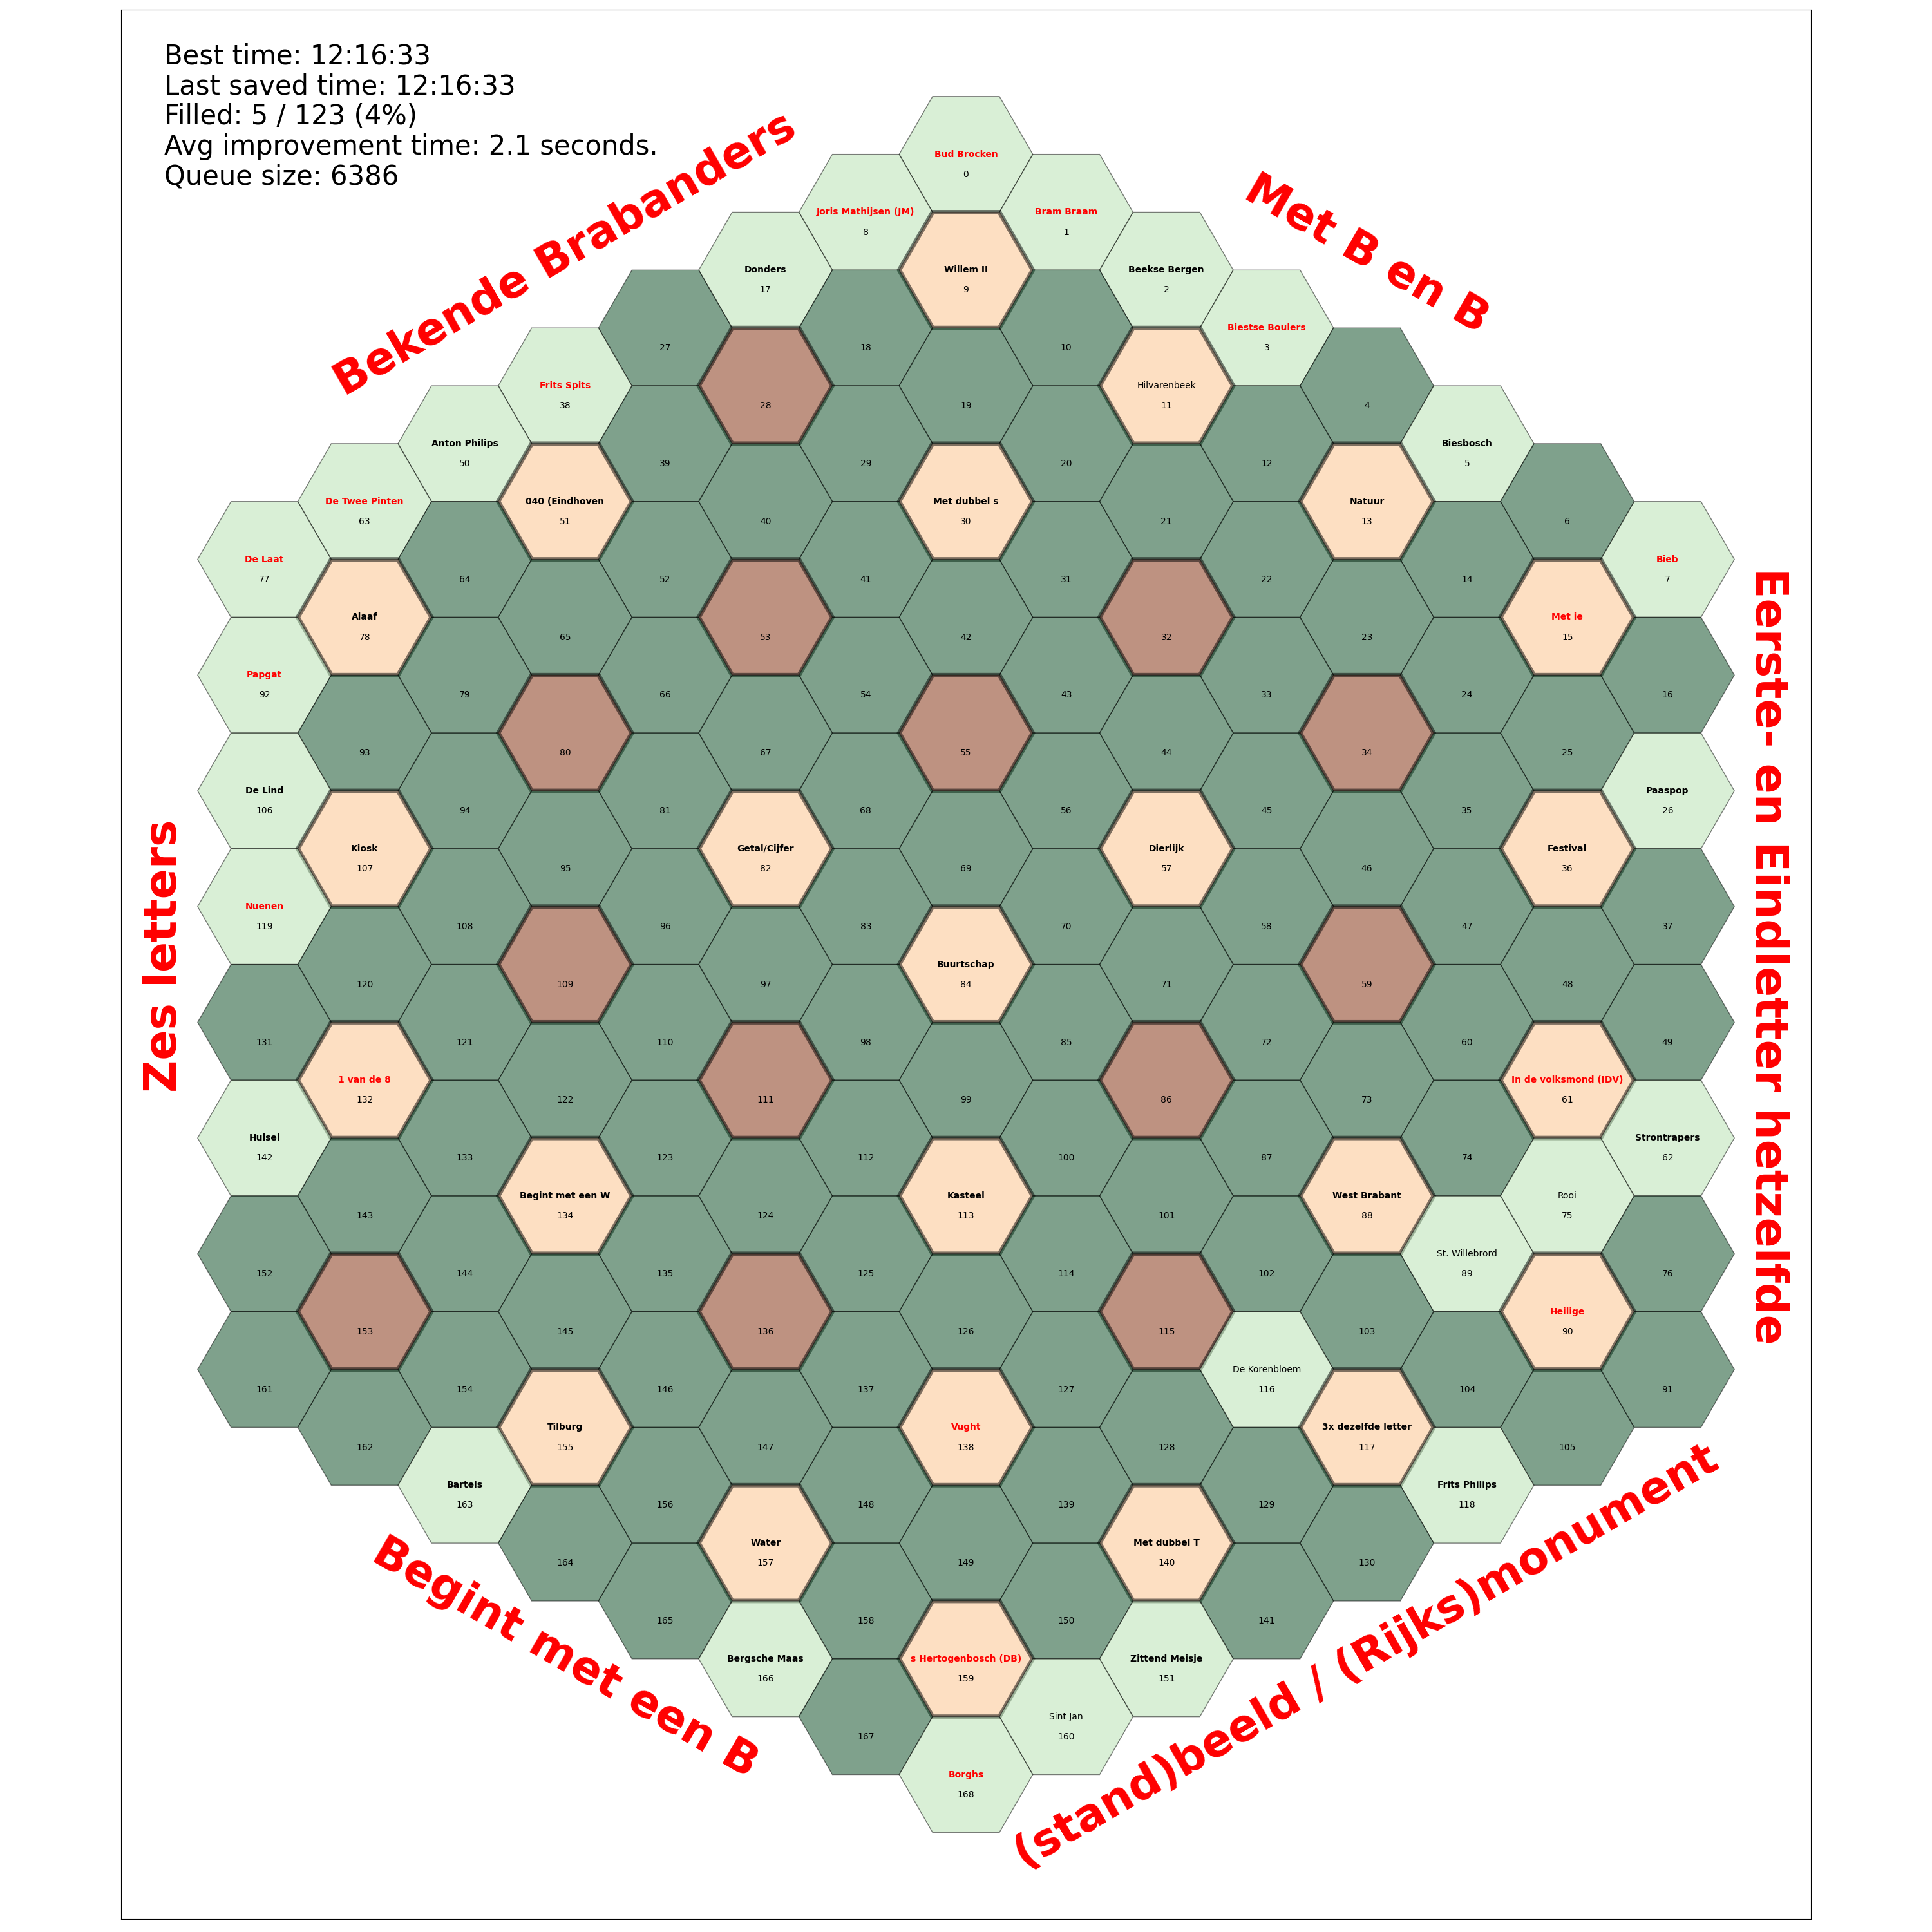 Best time: 12:16:33
Last saved time: 12:16:33
Filled: 5 / 123 (4%)
Avg improvement time: 2.1 seconds.
Queue size: 6386
Bekende Brabanders
Met B en B
Eerste- en Eindletter hetzelfde
(stand)beeld / (Rijks)monument
Begint met een B
Zes letters
Bud Brocken
0
Joris Mathijsen (JM)
8
Bram Braam
1
Donders
17
Willem II
9
Beekse Bergen
2
27
18
10
Biestse Boulers
3
Frits Spits
38
28
19
Hilvarenbeek
11
4
Anton Philips
50
39
29
20
12
Biesbosch
5
De Twee Pinten
63
040 (Eindhoven
51
40
Met dubbel s
30
21
Natuur
13
6
De Laat
77
64
52
41
31
22
14
Bieb
7
Alaaf
78
65
53
42
32
23
Met ie
15
Papgat
92
79
66
54
43
33
24
16
93
80
67
55
44
34
25
De Lind
106
94
81
68
56
45
35
Paaspop
26
Kiosk
107
95
Getal/Cijfer
82
69
Dierlijk
57
46
Festival
36
Nuenen
119
108
96
83
70
58
47
37
120
109
97
Buurtschap
84
71
59
48
131
121
110
98
85
72
60
49
1 van de 8
132
122
111
99
86
73
In de volksmond (IDV)
61
Hulsel
142
133
123
112
100
87
74
Strontrapers
62
143
Begint met een W
134
124
Kasteel
113
101
West Brabant
88
Rooi
75
152
144
135
125
114
102
St. Willebrord
89
76
153
145
136
126
115
103
Heilige
90
161
154
146
137
127
De Korenbloem
116
104
91
162
Tilburg
155
147
Vught
138
128
3x dezelfde letter
117
105
Bartels
163
156
148
139
129
Frits Philips
118
164
Water
157
149
Met dubbel T
140
130
165
158
150
141
Bergsche Maas
166
s Hertogenbosch (DB)
159
Zittend Meisje
151
167
Sint Jan
160
Borghs
168